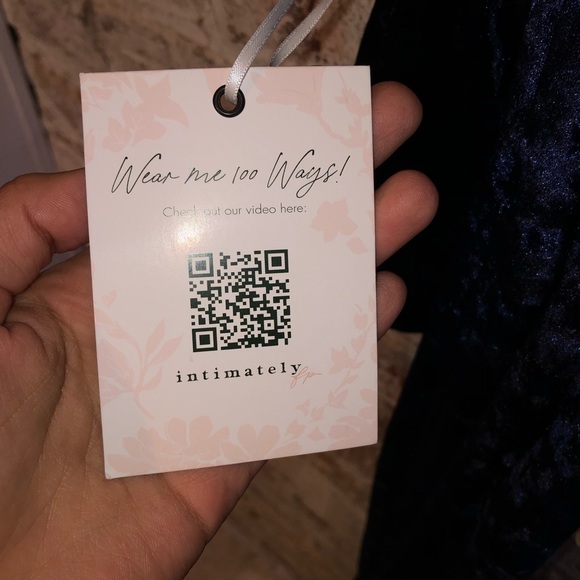 Wear me 100 Ways!
Check out our video here:
intimately